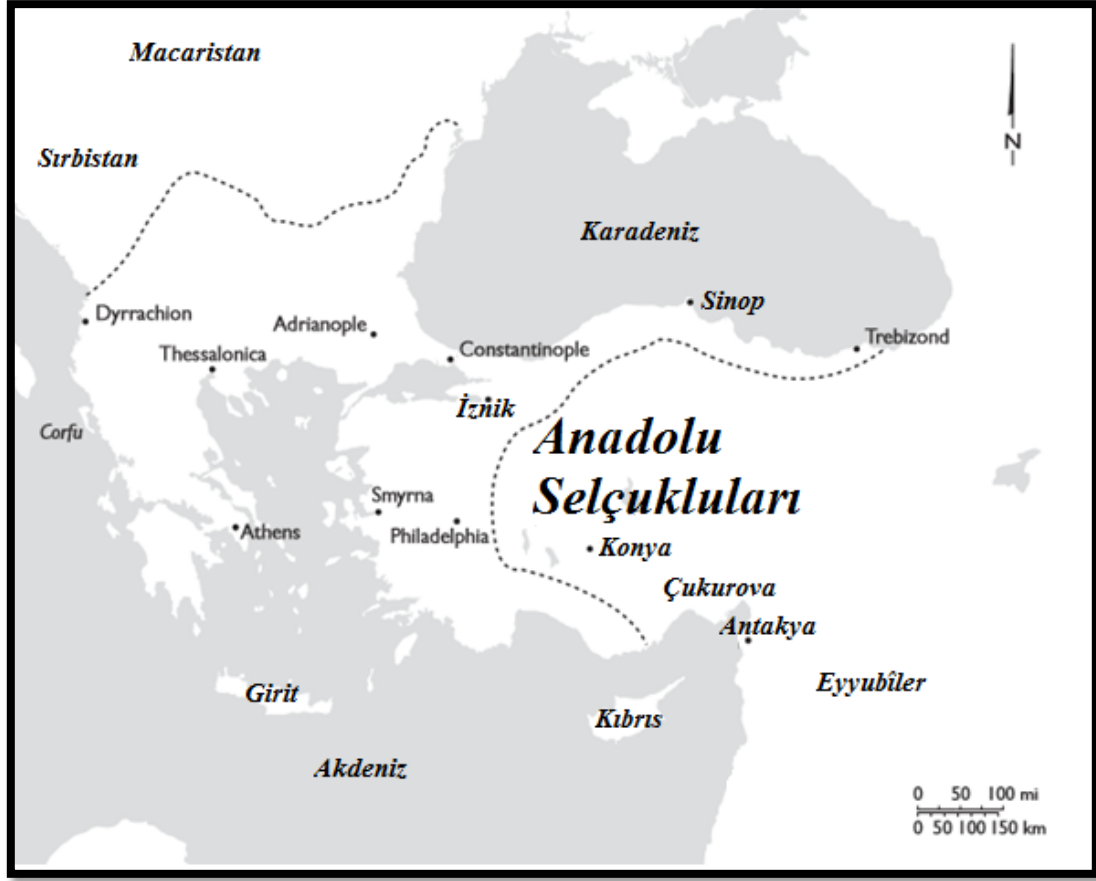 Macaristan
Sırbistan
N
Karadeniz
Sinop
Dyrrachion
Adrianople
Trebizond
Thessalonica
Constantinople
İznik
Corfu
Anadolu
Selçukluları
Smyrna
Philadelphia
Athens
Konya
Çukurova
Antakya
Eyyubîler
Girit
Kıbrıs
Akdeniz
0 50 100 mi
0 50 100 150 km